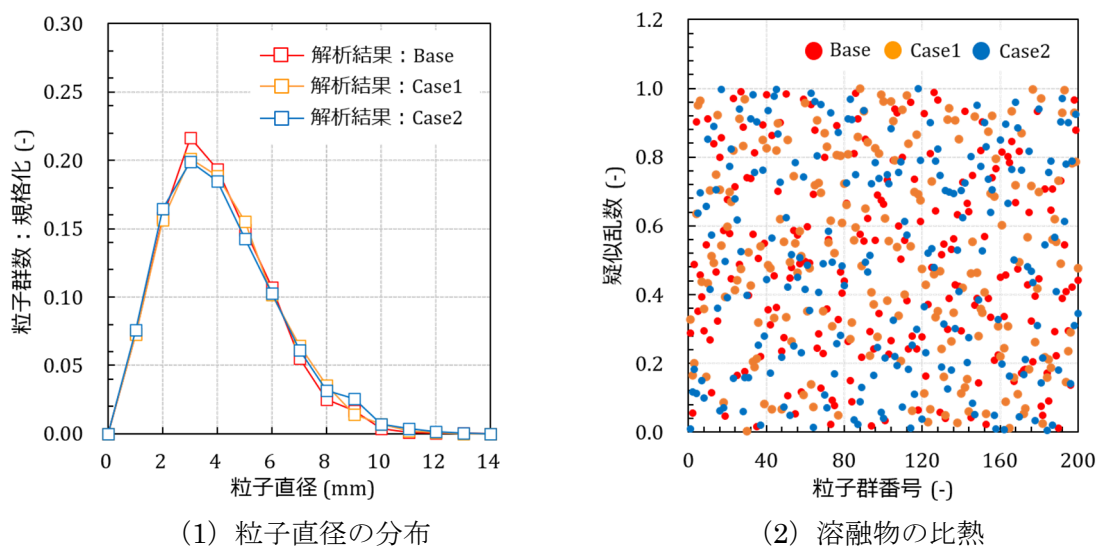 0.30
0.25
0.20
0.15
0.10
0.05
0.00
粒子群数：規格化 (-)
解析結果：Base
解析結果：Case1
解析結果：Case2
0 2 4 6 8 10 12 14
粒子直径 (mm)
(1) 粒子直径の分布
1.2
1.0
0.8
0.6
0.4
0.2
0.0
疑似乱数 (-)
Base Case1 Case2
0 40 80 120 160 200
粒子群番号 (-)
(2) 溶融物の比熱